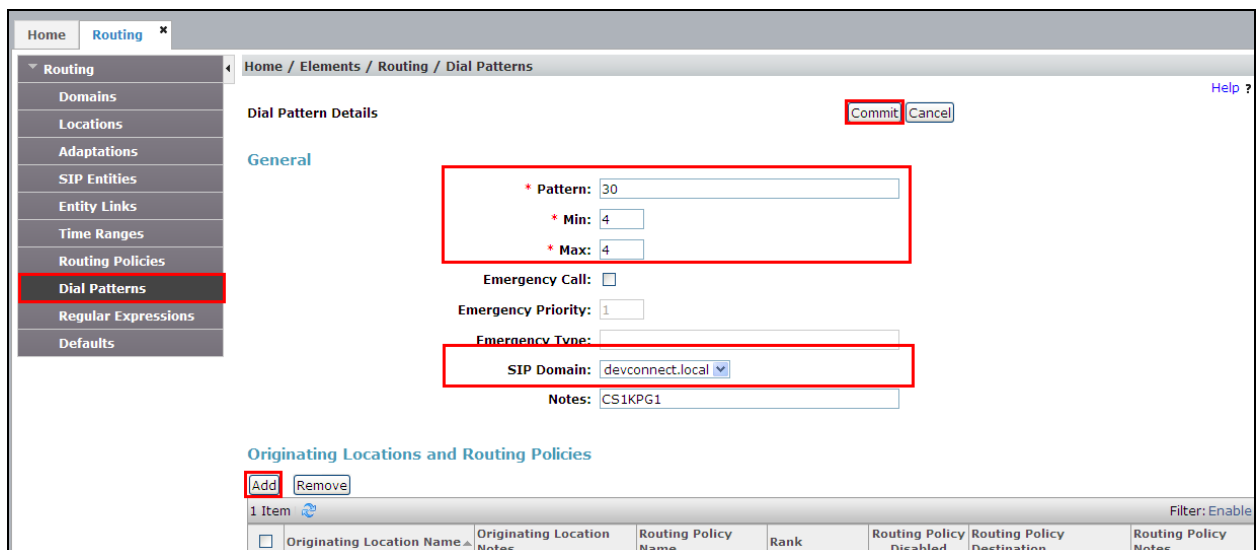 Home Routing ×
Routing
Domains
Locations
Adaptations
SIP Entities
Entity Links
Time Ranges
Routing Policies
Dial Patterns
Regular Expressions
Defaults
Home / Elements / Routing / Dial Patterns
Help ?
Dial Pattern Details Commit Cancel
General
* Pattern: 30
* Min: 4
* Max: 4
Emergency Call:
Emergency Priority: 1
Emergency Type:
SIP Domain: devconnect.local
Notes: CS1KPG1
Originating Locations and Routing Policies
Add Remove
1 Item Filter: Enable
Originating Location Name Originating Location Notes Routing Policy Name Rank Routing Policy Disabled Routing Policy Destination Routing Policy Notes